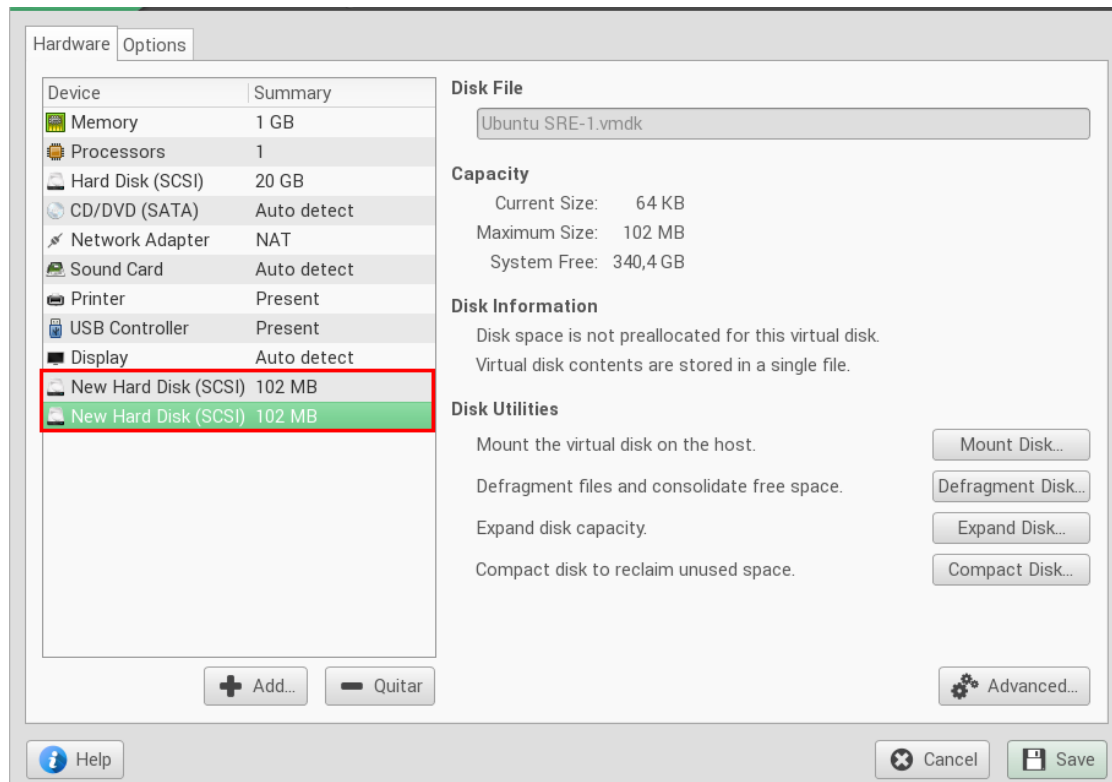 Hardware
Options
Device Summary
Memory 1 GB
Processors 1
Hard Disk (SCSI) 20 GB
CD/DVD (SATA) Auto detect
Network Adapter NAT
Sound Card Auto detect
Printer Present
USB Controller Present
Display Auto detect
New Hard Disk (SCSI) 102 MB
New Hard Disk (SCSI) 102 MB
Add...
Quitar
Disk File
Ubuntu SRE-1.vmdk
Capacity
Current Size: 64 KB
Maximum Size: 102 MB
System Free: 340,4 GB
Disk Information
Disk space is not preallocated for this virtual disk.
Virtual disk contents are stored in a single file.
Disk Utilities
Mount the virtual disk on the host. Mount Disk...
Defragment files and consolidate free space. Defragment Disk...
Expand disk capacity. Expand Disk...
Compact disk to reclaim unused space. Compact Disk...
Advanced...
Help
Cancel
Save